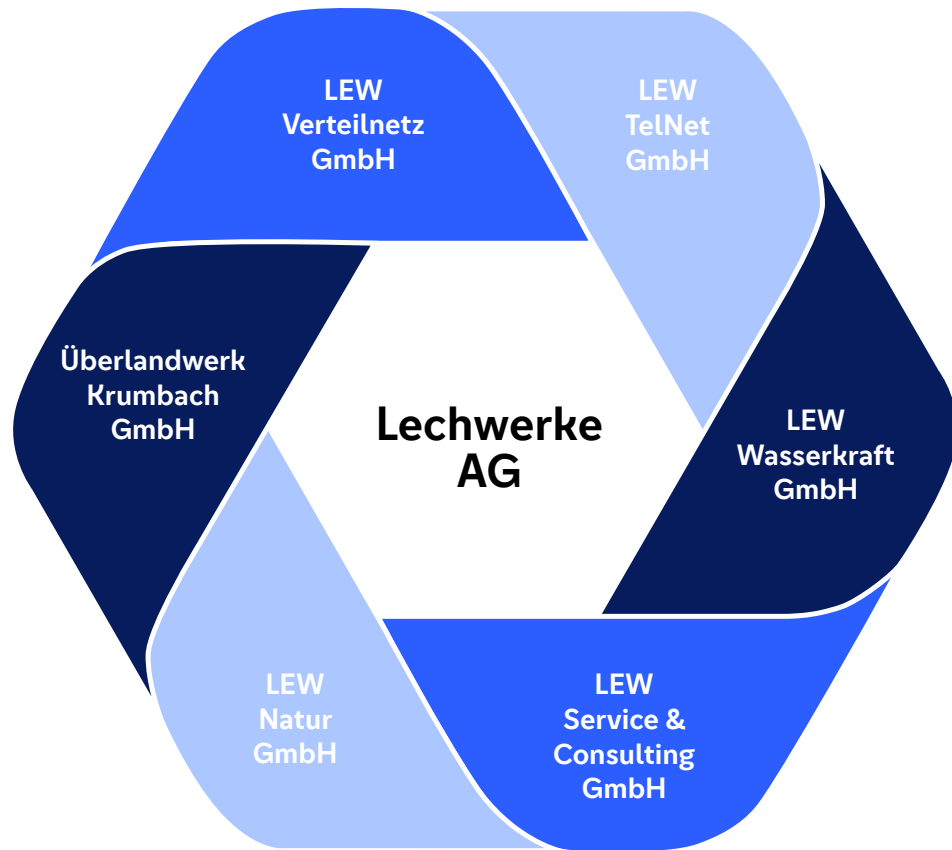 LEW
Verteilnetz
GmbH
LEW
TelNet
GmbH
Überlandwerk
Krumbach
GmbH
Lechwerke
AG
LEW
Wasserkraft
GmbH
LEW
Natur
GmbH
LEW
Service &
Consulting
GmbH